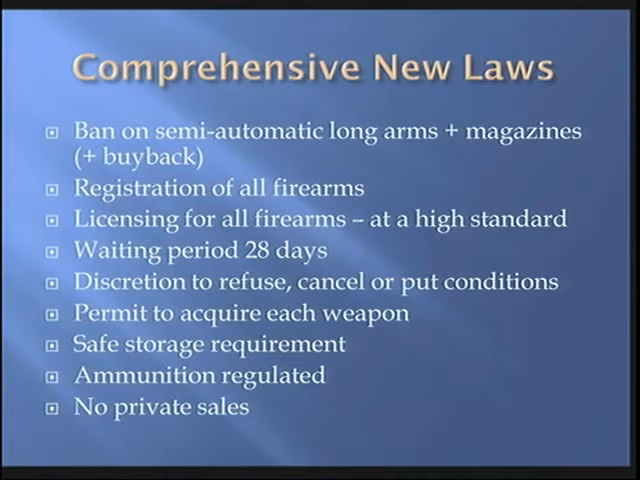 Comprehensive New Laws
Ban on semi-automatic long arms + magazines
(+ buyback)
Registration of all firearms
Licensing for all firearms – at a high standard
Waiting period 28 days
Discretion to refuse, cancel or put conditions
Permit to acquire each weapon
Safe storage requirement
Ammunition regulated
No private sales